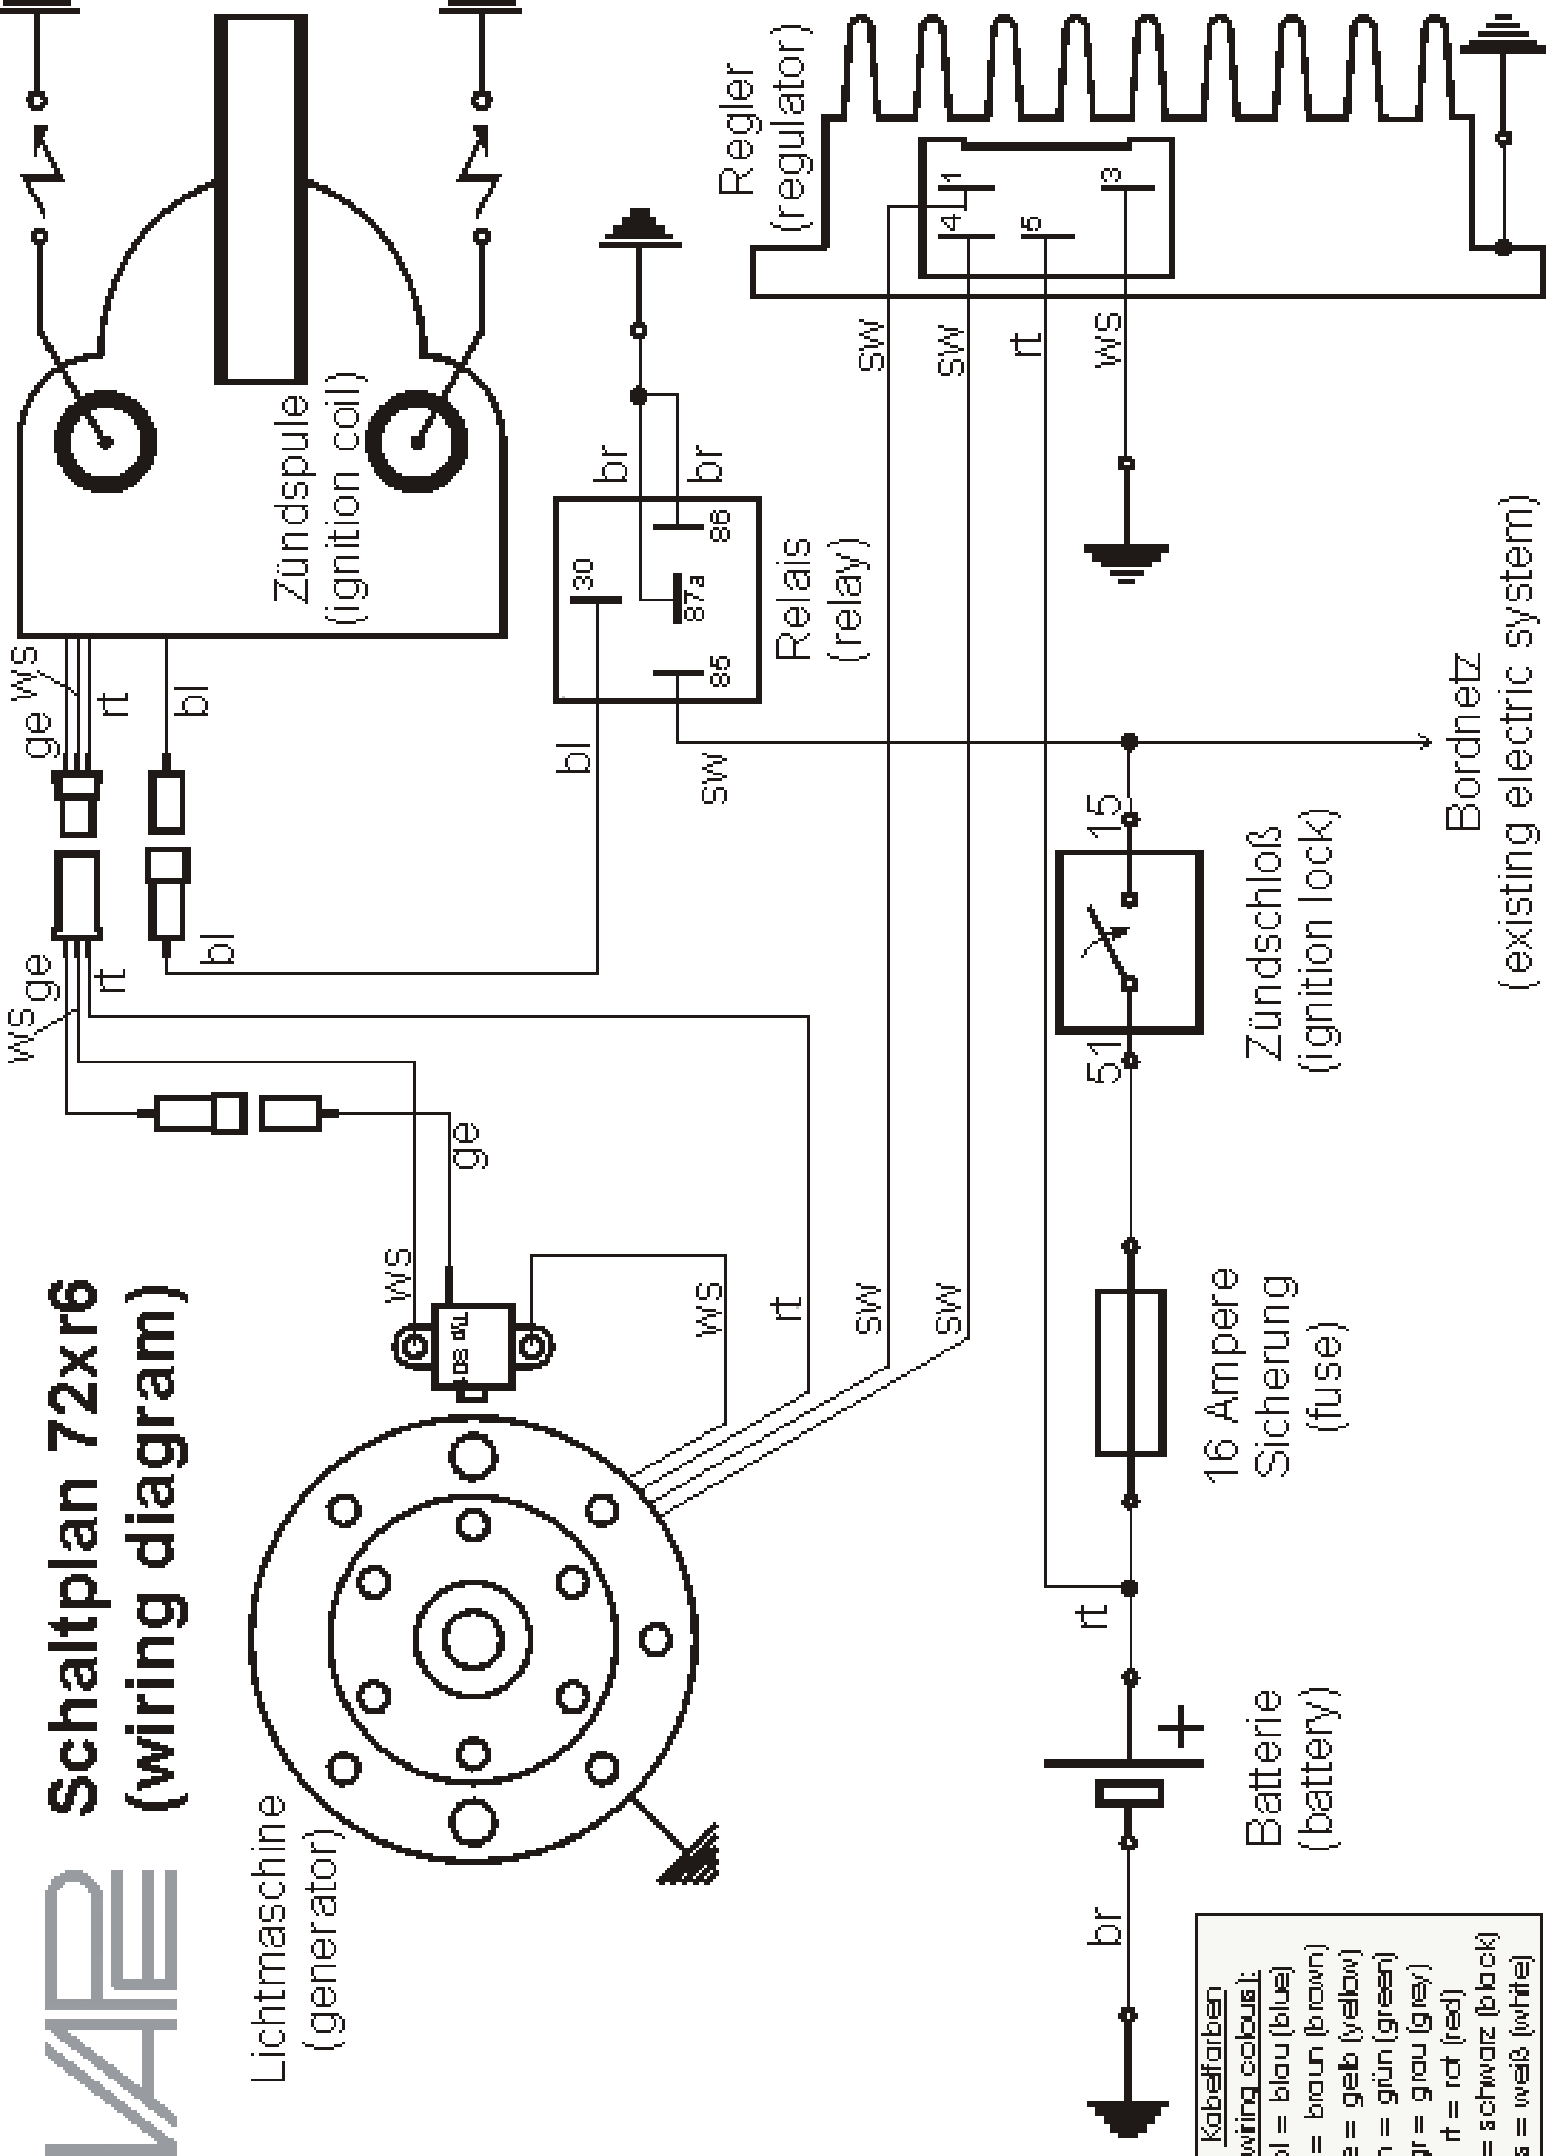 VAPE
Schaltplan 72xr6
(wiring diagram)
Lichtmaschine
(generator)
ws
ge
rt
bl
ge
ws
rt
bl
Zündspule
(ignition coil)
ws
ge
ws
rt
sw
sw
bl
sw
30
87a
85
86
br
br
Relais
(relay)
Regler
(regulator)
1
4
5
3
sw
sw
rt
ws
br
rt
+
Batterie
(battery)
16 Ampere
Sicherung
(fuse)
51
15
Zündschloß
(ignition lock)
Bordnetz
(existing electric system)
Kabelfarben
wiring colous):
= blau (blue)
= braun (brown)
= gelb (yellow)
= grün (green)
= grau (grey)
rt = rot (red)
= schwarz (black)
= weiß (white)